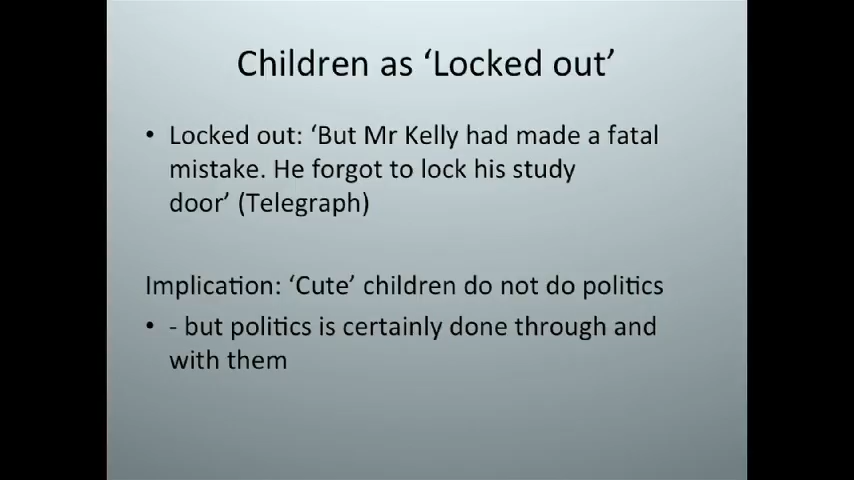 Children as ‘Locked out’
• Locked out: ‘But Mr Kelly had made a fatal
mistake. He forgot to lock his study
door’ (Telegraph)
Implication: ‘Cute’ children do not do politics
• - but politics is certainly done through and
with them